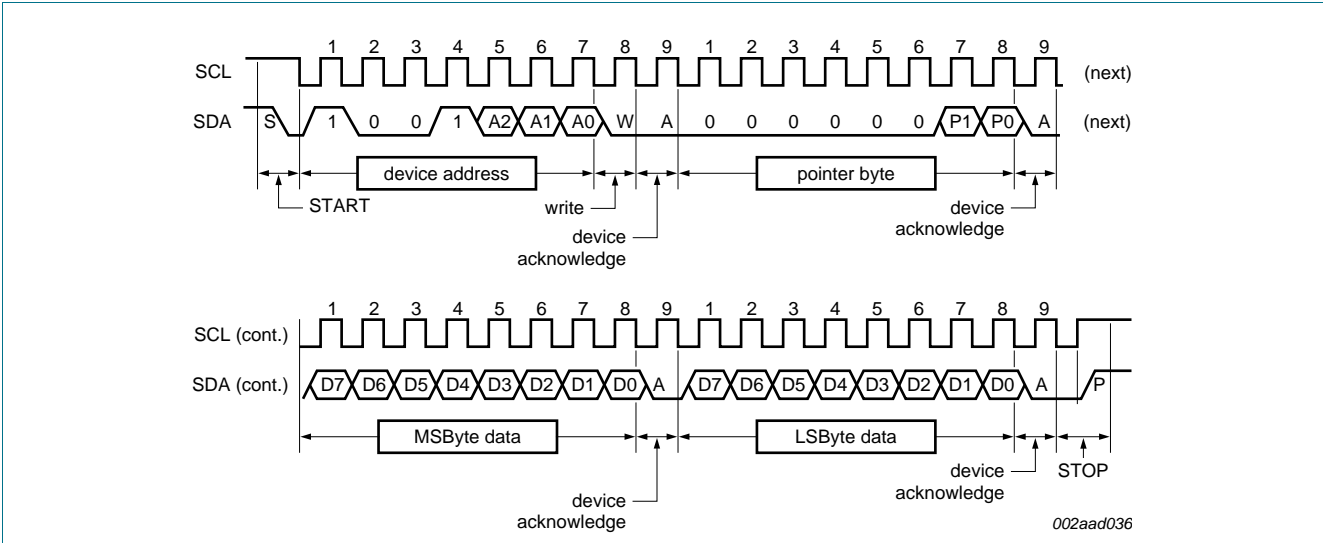 1 2 3 4 5 6 7 8 9 1 2 3 4 5 6 7 8 9
SCL (next)
SDA S 1 0 0 1 A2 A1 A0 W A 0 0 0 0 0 0 P1 P0 A (next)
device address pointer byte
START write device
acknowledge
device
acknowledge
1 2 3 4 5 6 7 8 9 1 2 3 4 5 6 7 8 9
SCL (cont.)
SDA (cont.) D7 D6 D5 D4 D3 D2 D1 D0 A D7 D6 D5 D4 D3 D2 D1 D0 A P
MSByte data LSByte data
device STOP
acknowledge
device
acknowledge
002aad036